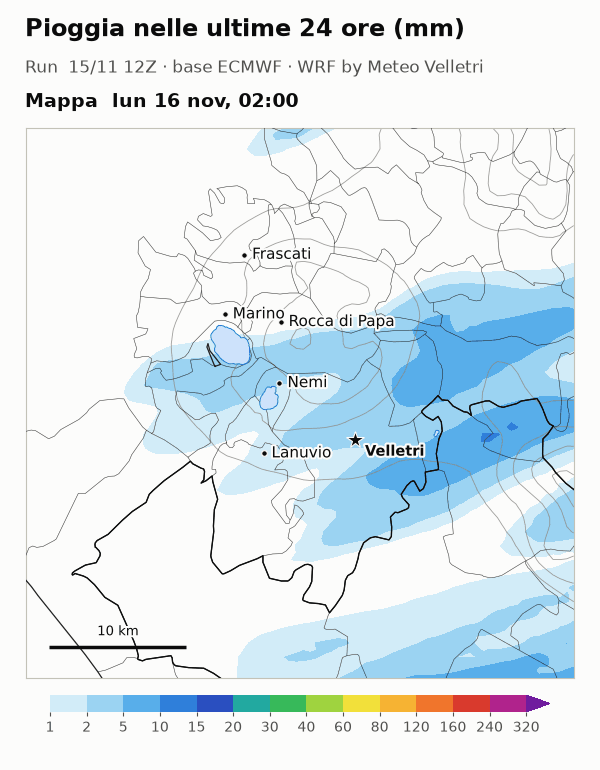 Pioggia nelle ultime 24 ore (mm)
Run  15/11 12Z · base ECMWF · WRF by Meteo Velletri
Mappa  lun 16 nov, 02:00
Frascati
Marino
Rocca di Papa
Nemi
Velletri
Lanuvio
10 km
1 2 5 10 15 20 30 40 60 80 120 160 240 320